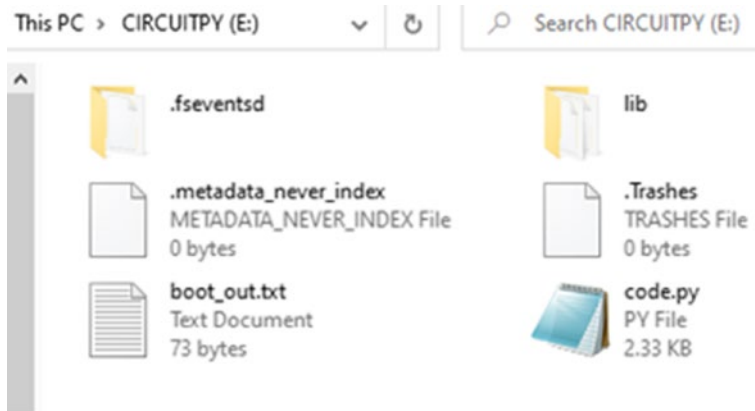 This PC > CIRCUITPY (E:)
Search CIRCUITPY (E:)
.fseventsd
lib
.metadata_never_index
METADATA_NEVER_INDEX File
0 bytes
.Trashes
TRASHES File
0 bytes
boot_out.txt
Text Document
73 bytes
code.py
PY File
2.33 KB